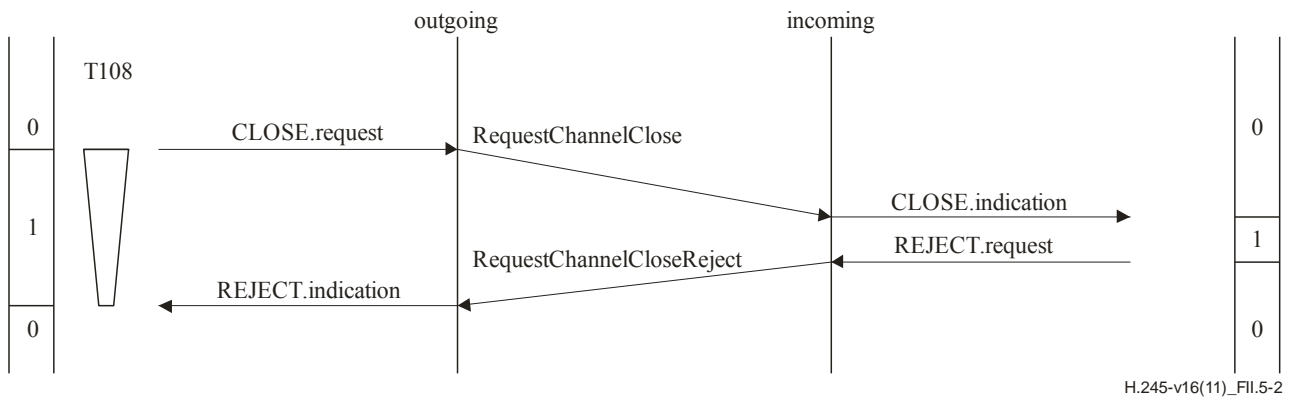 outgoing
incoming
T108
0
CLOSE.request
RequestChannelClose
0
CLOSE.indication
1
REJECT.request
1
RequestChannelCloseReject
REJECT.indication
0
0
H.245-v16(11)_FII.5-2